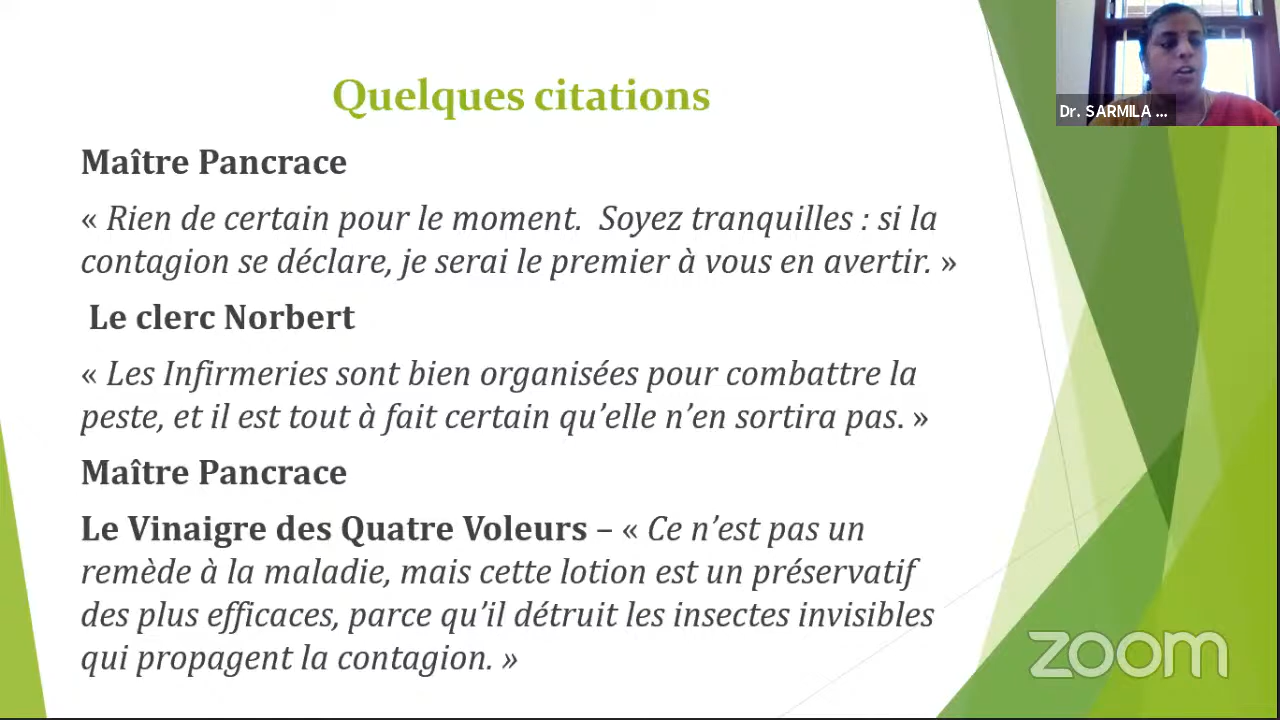 Quelques citations
Maître Pancrace
« Rien de certain pour le moment.  Soyez tranquilles : si la
contagion se déclare, je serai le premier à vous en avertir. »
Le clerc Norbert
« Les Infirmeries sont bien organisées pour combattre la
peste, et il est tout à fait certain qu’elle n’en sortira pas. »
Maître Pancrace
Le Vinaigre des Quatre Voleurs – « Ce n’est pas un
remède à la maladie, mais cette lotion est un préservatif
des plus efficaces, parce qu’il détruit les insectes invisibles
qui propagent la contagion. »
Dr. SARMILA ...
zoom